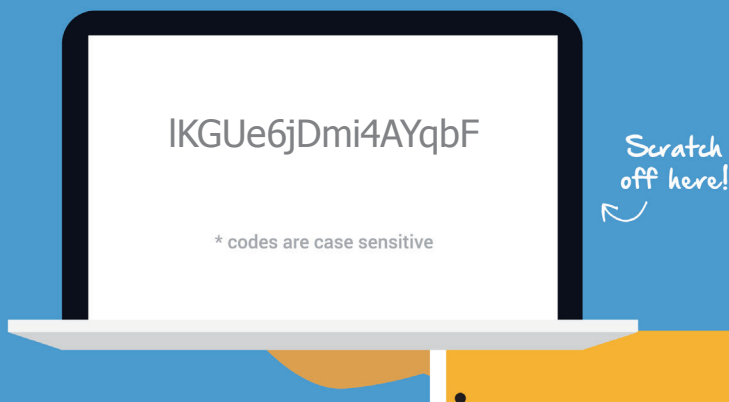 lKGUe6jDmi4AYqbF
Scratch
off here!
* codes are case sensitive